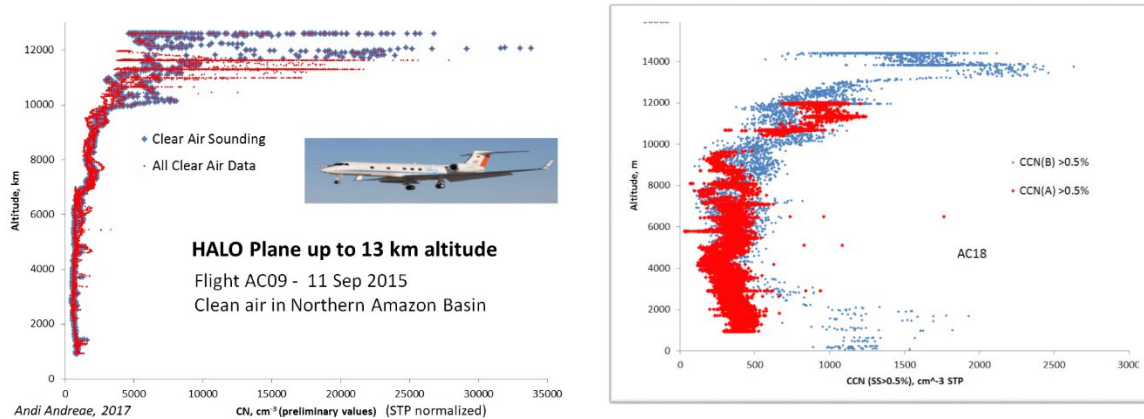 12000
10000
8000
6000
4000
2000
0
Altitude, km
Clear Air Sounding
All Clear Air Data
HALO Plane up to 13 km altitude
Flight AC09 - 11 Sep 2015
Clean air in Northern Amazon Basin
0 5000 10000 15000 20000 25000 30000 35000
Andi Andreae, 2017 CN, cm⁻³ (preliminary values) (STP normalized)
14000
12000
10000
8000
6000
4000
2000
0
Altitude, m
CCN(B) >0.5%
CCN(A) >0.5%
AC18
0 500 1000 1500 2000 2500 3000
CCN (SS>0.5%), cm^-3 STP